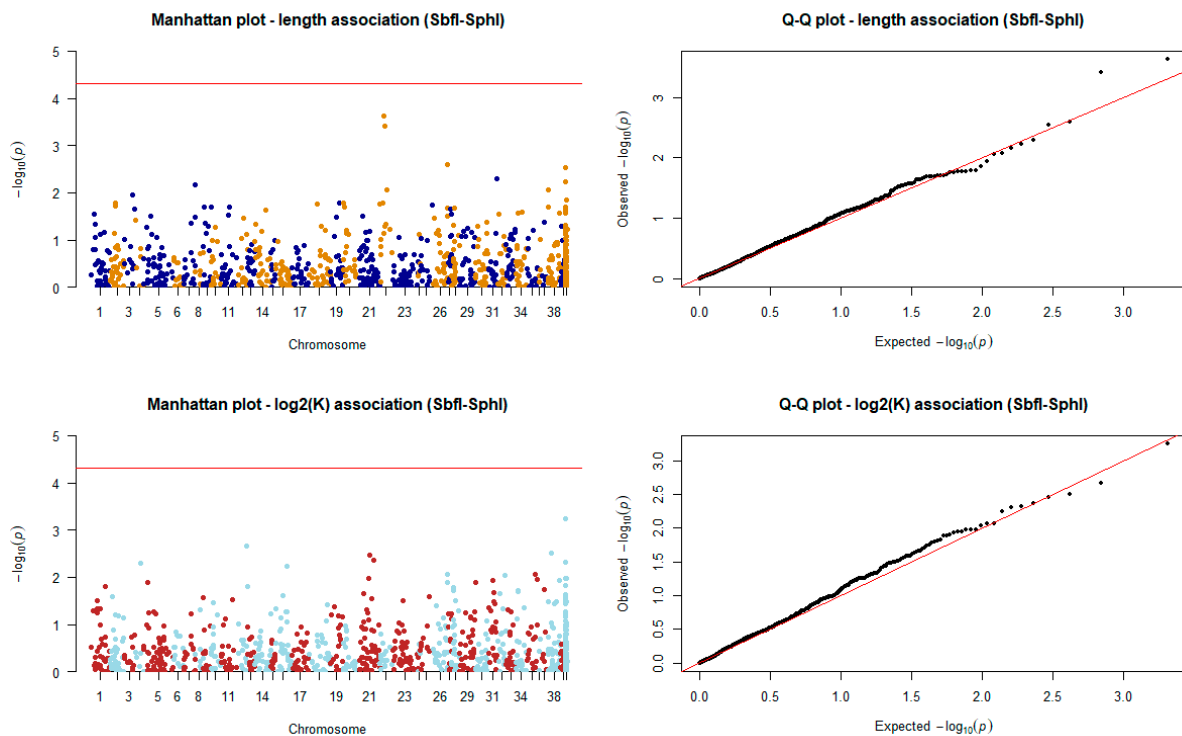 Manhattan plot - length association (SbfI-SphI)
5
4
3
2
1
0
−log10(p)
1 3 5 6 8 11 14 17 19 21 23 26 29 31 34 38
Chromosome
Q-Q plot - length association (SbfI-SphI)
3
2
1
0
Observed −log10(p)
0.0 0.5 1.0 1.5 2.0 2.5 3.0
Expected −log10(p)
Manhattan plot - log2(K) association (SbfI-SphI)
5
4
3
2
1
0
−log10(p)
1 3 5 6 8 11 14 17 19 21 23 26 29 31 34 38
Chromosome
Q-Q plot - log2(K) association (SbfI-SphI)
3.0
2.5
2.0
1.5
1.0
0.5
0.0
Observed −log10(p)
0.0 0.5 1.0 1.5 2.0 2.5 3.0
Expected −log10(p)